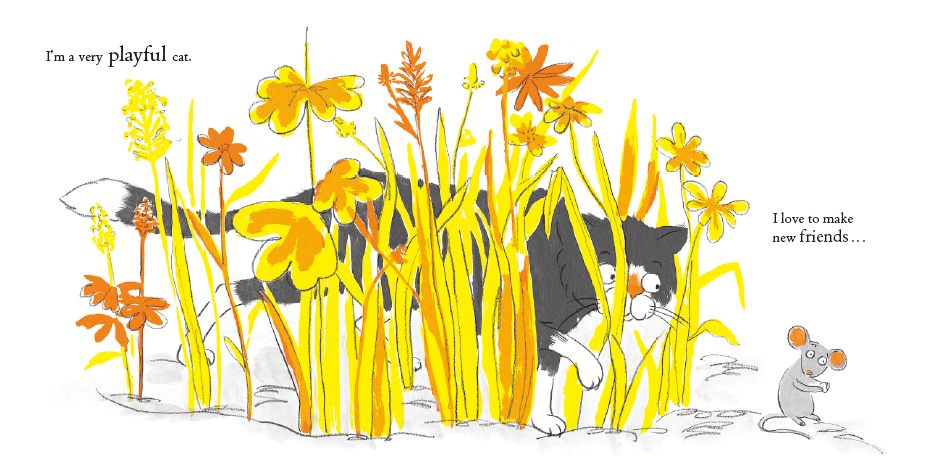 I'm a very playful cat.
I love to make
new friends...